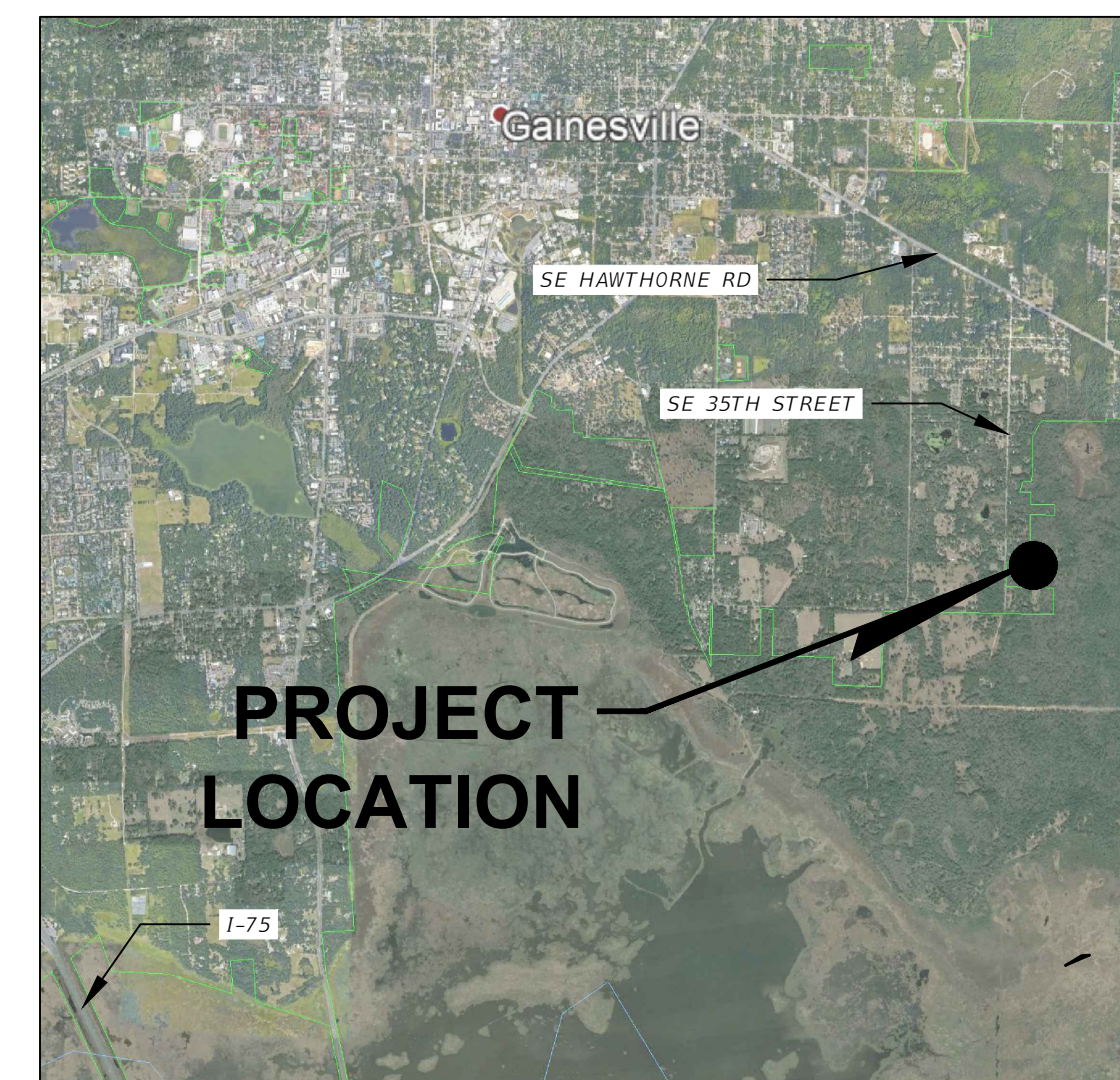 Gainesville
SE HAWTHORNE RD
SE 35TH STREET
PROJECT
LOCATION
I-75